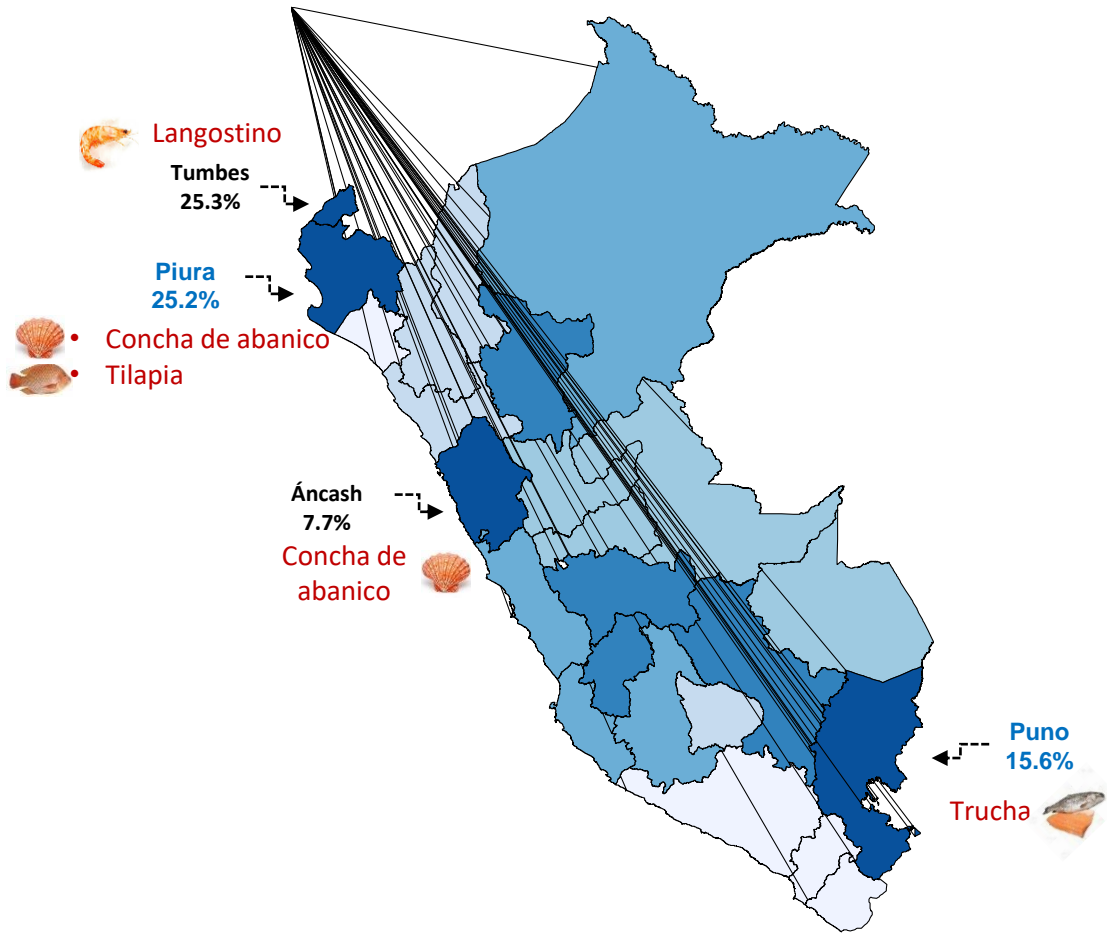 Langostino
Tumbes
25.3%
Piura
25.2%
• Concha de abanico
• Tilapia
Áncash
7.7%
Concha de
abanico
Puno
15.6%
Trucha